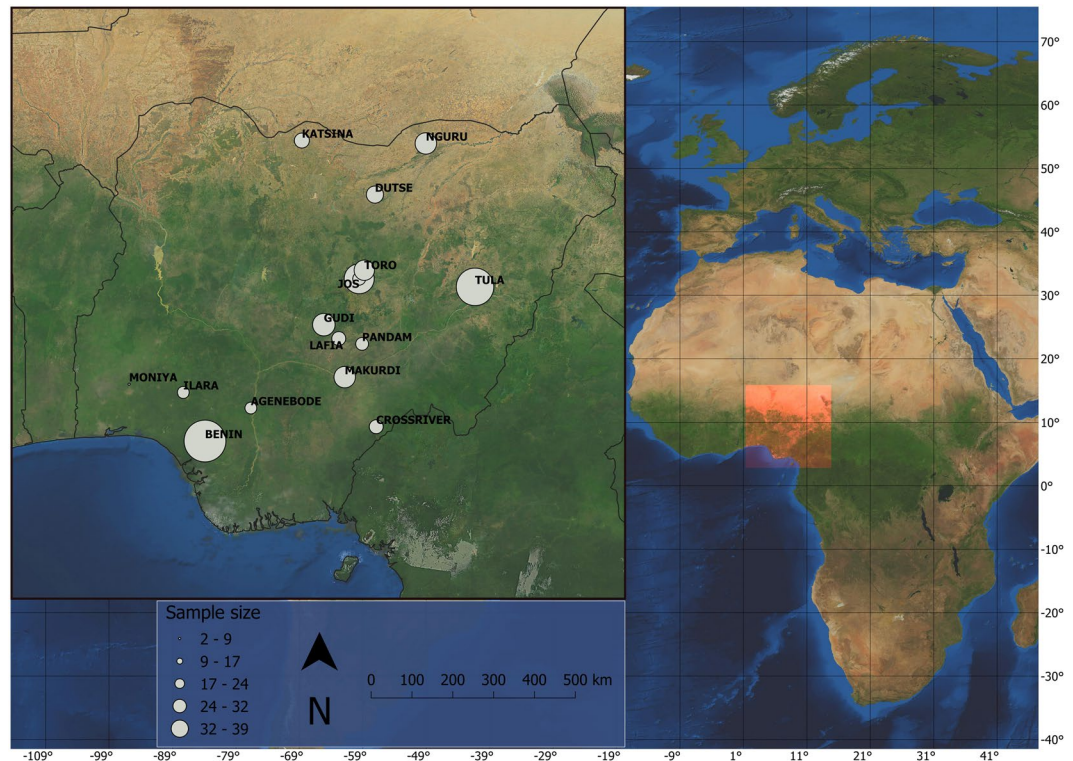 KATSINA
NGURU
DUTSE
TORO
JOS
TULA
GUDI
LAFIA
PANDAM
MAKURDI
MONIYA
ILARA
AGENEBODE
CROSSRIVER
BENIN
Sample size
2 - 9
9 - 17
17 - 24
24 - 32
32 - 39
N
0 100 200 300 400 500 km
70°
60°
50°
40°
30°
20°
10°
0°
-10°
-20°
-30°
-40°
-109° -99° -89° -79° -69° -59° -49° -39° -29° -19° -9° 1° 11° 21° 31° 41°